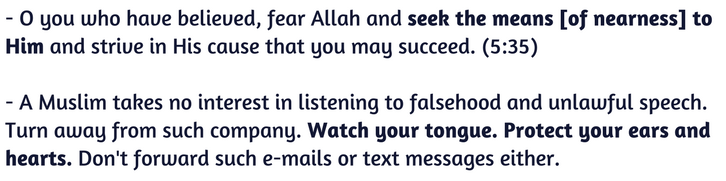 - O you who have believed, fear Allah and seek the means [of nearness] to
Him and strive in His cause that you may succeed. (5:35)
- A Muslim takes no interest in listening to falsehood and unlawful speech.
Turn away from such company. Watch your tongue. Protect your ears and
hearts. Don't forward such e-mails or text messages either.